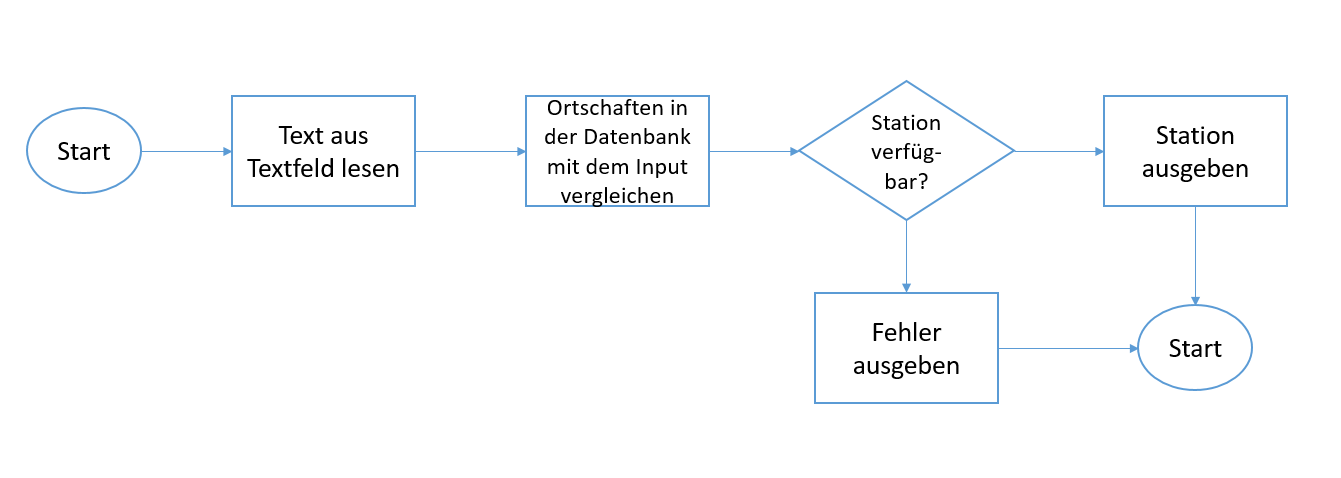 Start
Text aus
Textfeld lesen
Ortschaften in
der Datenbank
mit dem Input
vergleichen
Station
verfüg-
bar?
Station
ausgeben
Fehler
ausgeben
Start